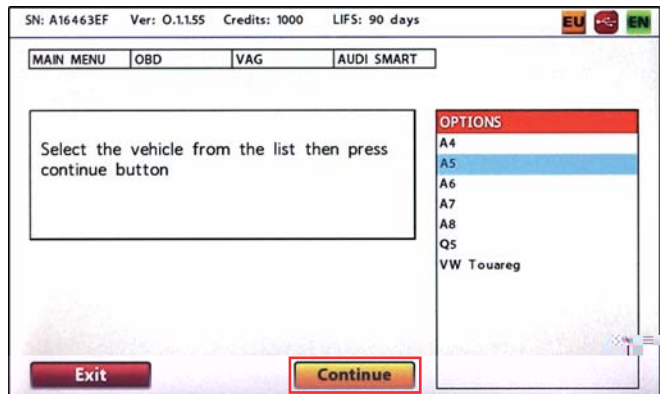 SN: A16463EF Ver: 0.1.1.55 Credits: 1000 LIFS: 90 days EU EN
MAIN MENU OBD VAG AUDI SMART
Select the vehicle from the list then press
continue button
OPTIONS
A4
A5
A6
A7
A8
Q5
VW Touareg
Exit Continue